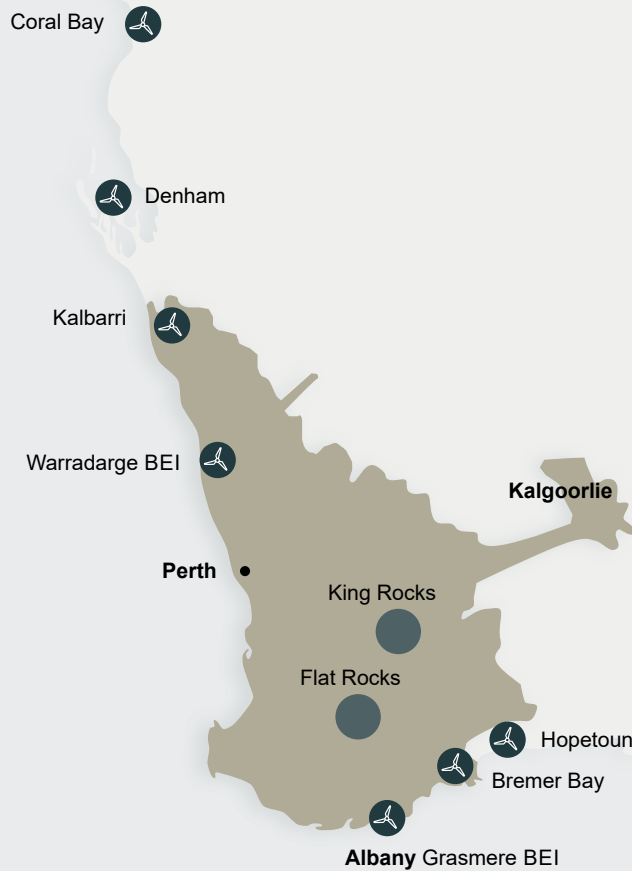 Coral Bay
Denham
Kalbarri
Warradarge BEI
Kalgoorlie
Perth
King Rocks
Flat Rocks
Hopetoun
Bremer Bay
Albany Grasmere BEI